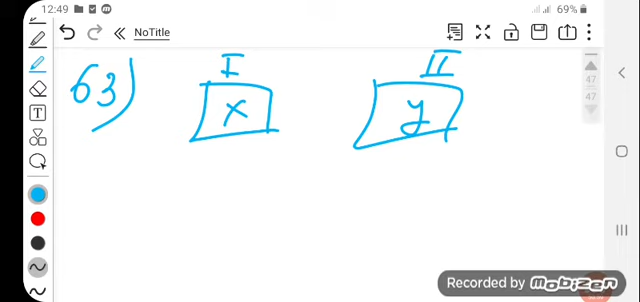 12:49 69%
NoTitle
63) I II
x y
47
47
Recorded by mobizen